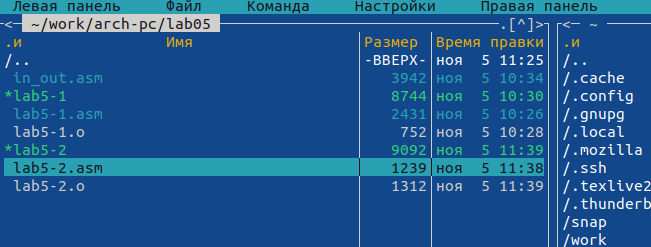 Левая панель Файл Команда Настройки Правая панель
<─ ~/work/arch-pc/lab05 .[^]> <─ ~
.и Имя Размер Время правки .и
/.. -ВВЕРХ- ноя 5 11:25 /..
in_out.asm 3942 ноя 5 10:34 /.cache
*lab5-1 8744 ноя 5 10:30 /.config
lab5-1.asm 2431 ноя 5 10:26 /.gnupg
lab5-1.o 752 ноя 5 10:28 /.local
*lab5-2 9092 ноя 5 11:39 /.mozilla
lab5-2.asm 1239 ноя 5 11:38 /.ssh
lab5-2.o 1312 ноя 5 11:39 /.texlive2
/.thunderb
/snap
/work